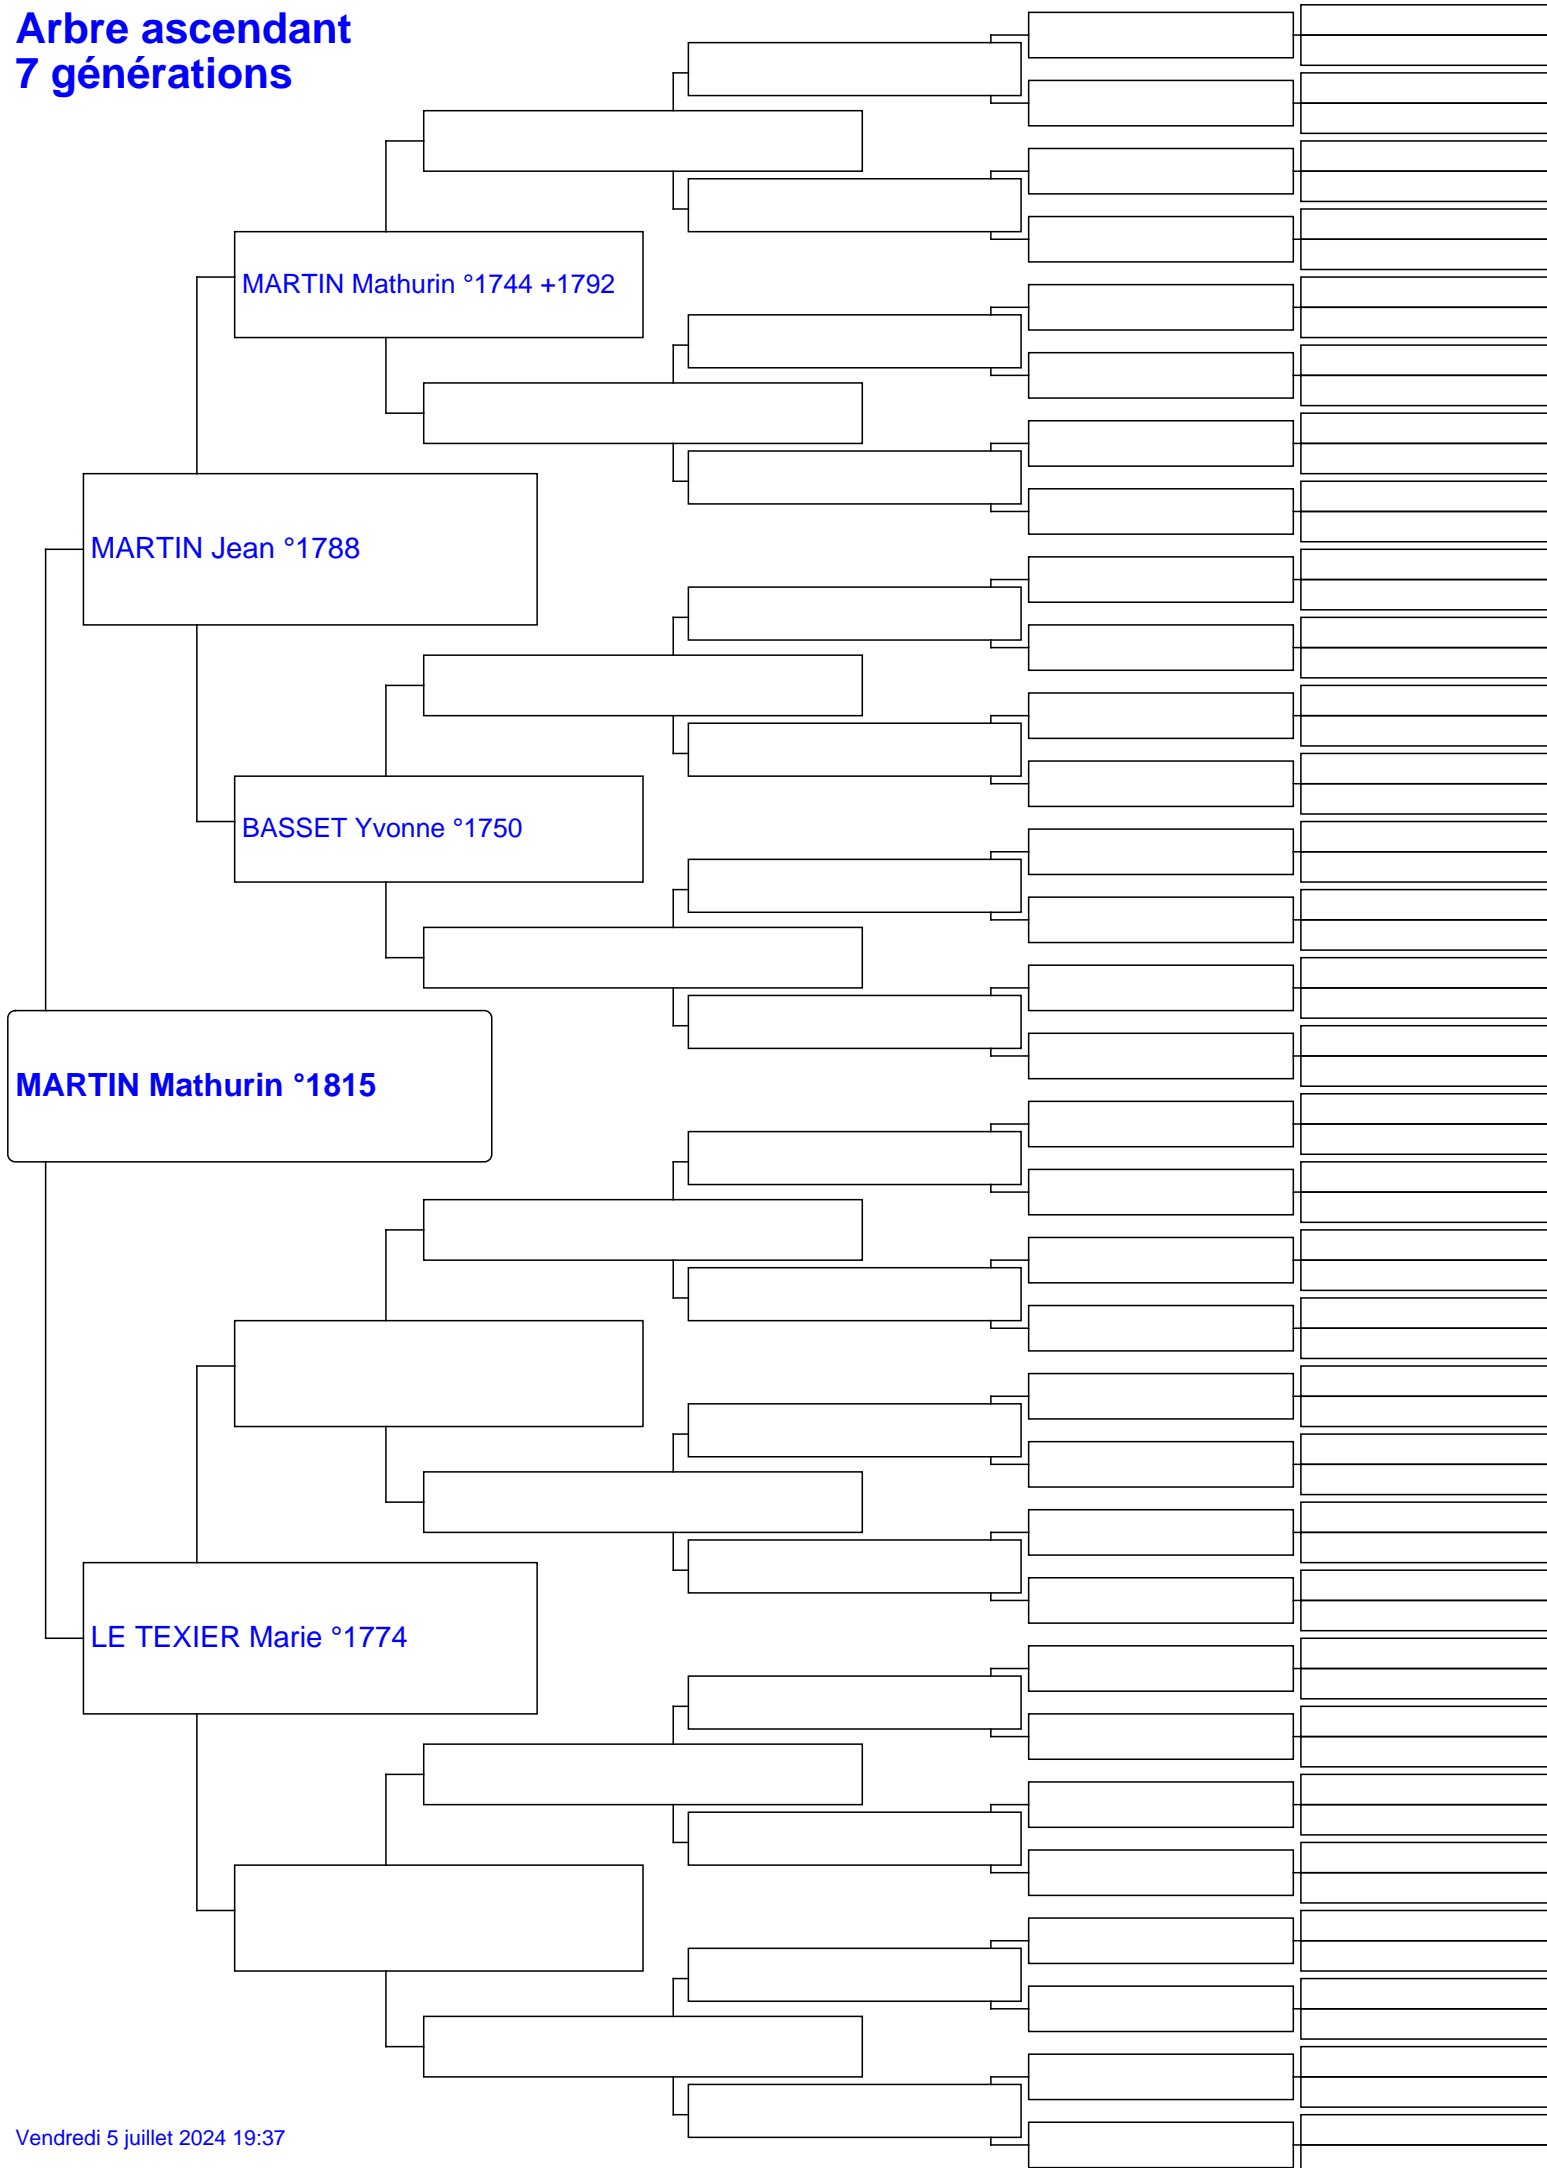 Arbre ascendant
7 générations
MARTIN Mathurin °1744 +1792
MARTIN Jean °1788
BASSET Yvonne °1750
MARTIN Mathurin °1815
LE TEXIER Marie °1774
Vendredi 5 juillet 2024 19:37